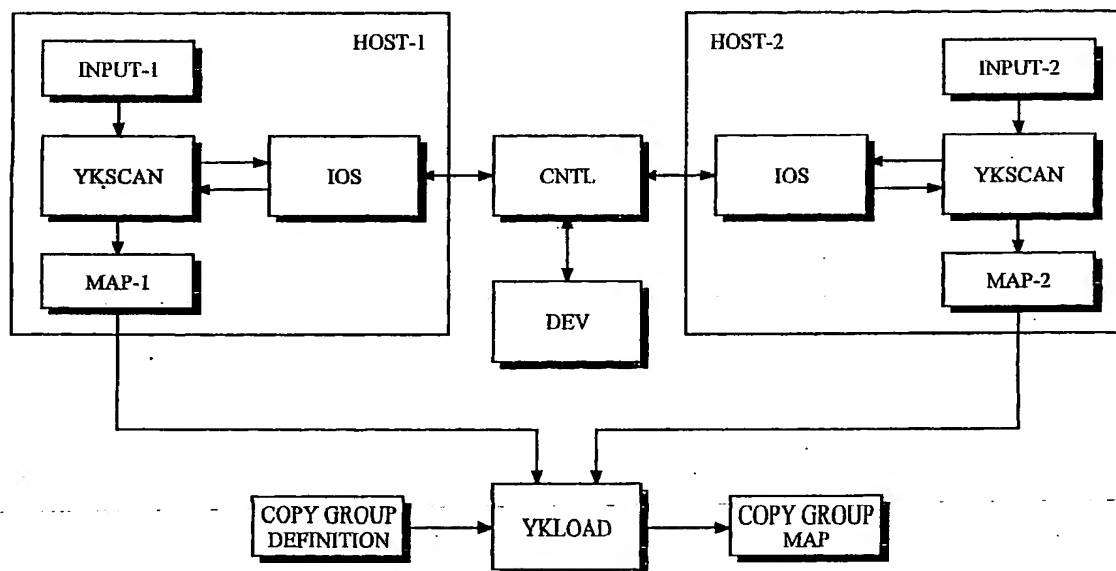 HOST-1
HOST-2
INPUT-1
INPUT-2
YKSCAN
IOS
CNTL
IOS
YKSCAN
MAP-1
DEV
MAP-2
COPY GROUP
DEFINITION
YKLOAD
COPY GROUP
MAP